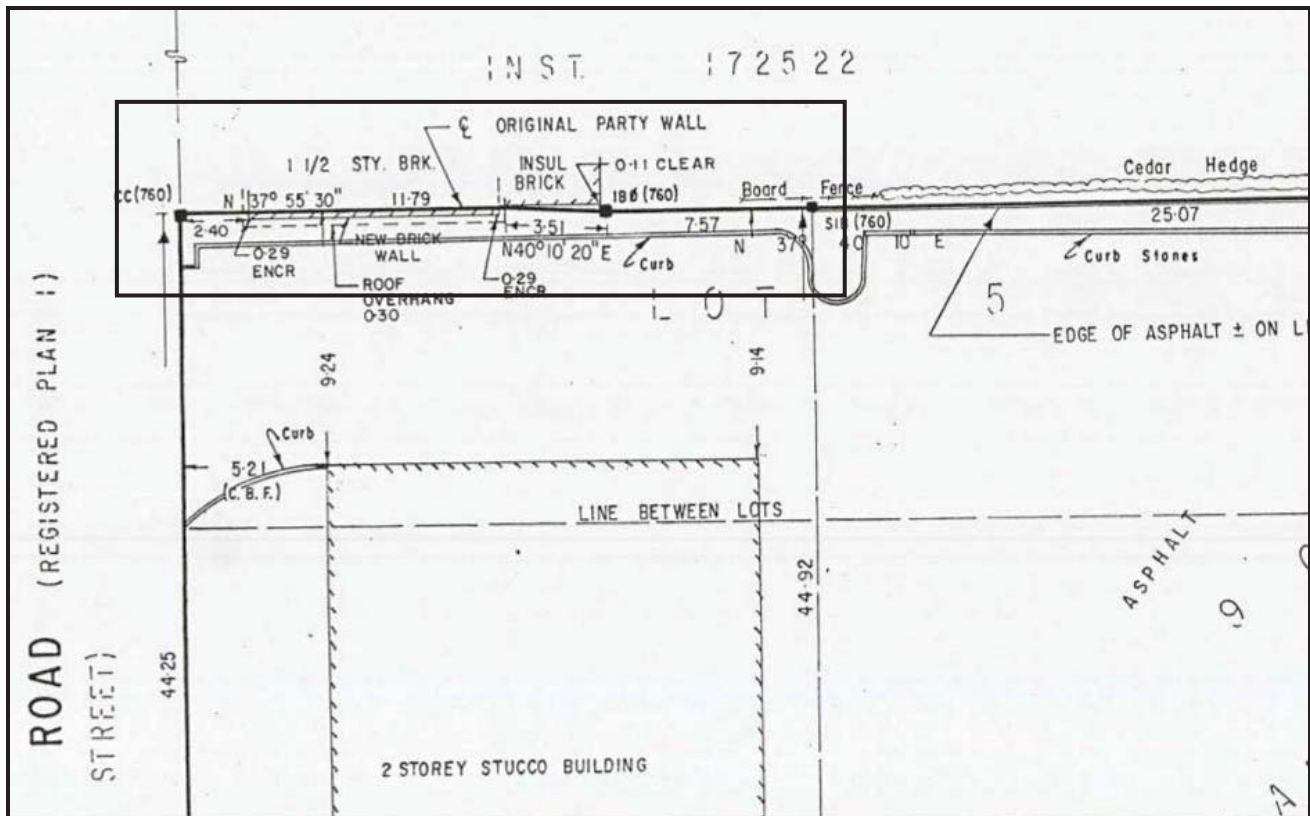 INST. 172522
℄ ORIGINAL PARTY WALL
1 1/2 STY. BRK.
INSUL
BRICK
0·11 CLEAR
Cedar Hedge
CC(760)
N 37° 55' 30"
11·79
IBØ (760)
Board Fence
2·40
3·51
7·57
SIB (760)
25·07
NEW BRICK
WALL
0·29
ENCR
N40° 10' 20" E
Curb
N 37° 40' 10" E
Curb Stones
ROOF
OVERHANG
0·30
0·29
ENCR
LOT
5
EDGE OF ASPHALT ± ON
9·24
9·14
Curb
5·21
(C. B. F.)
LINE BETWEEN LOTS
ASPHALT
44·92
44·25
ROAD (REGISTERED PLAN 1)
STREET)
2 STOREY STUCCO BUILDING